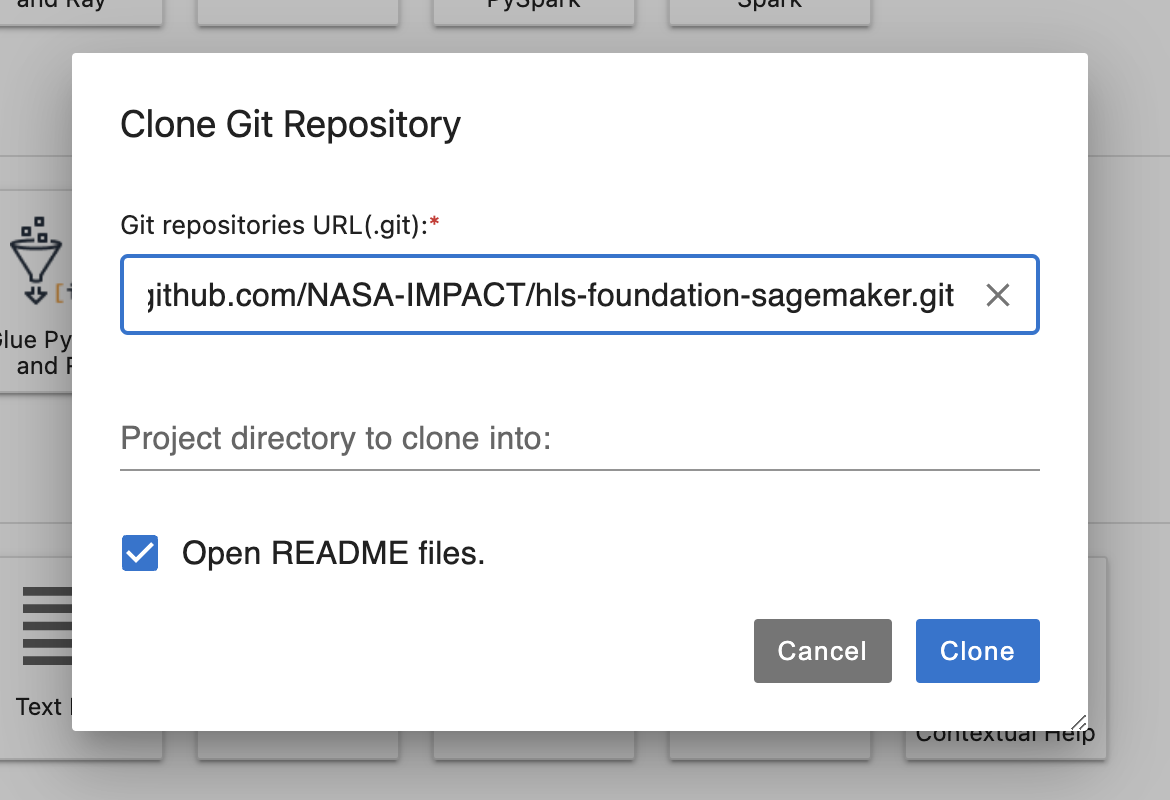 and Ray
PySpark
Spark
Clone Git Repository
Git repositories URL(.git):*
github.com/NASA-IMPACT/hls-foundation-sagemaker.git
Glue Py
and
Project directory to clone into:
Open README files.
Cancel
Clone
Text
Contextual Help